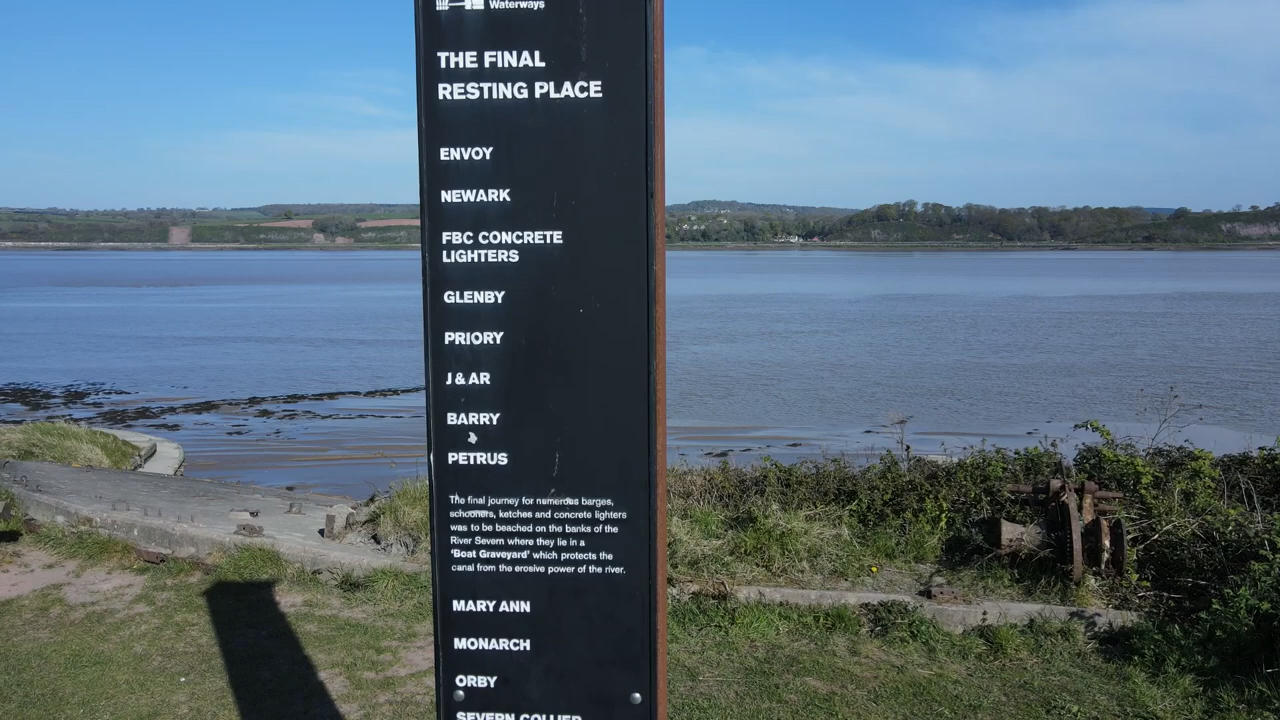 Waterways
THE FINAL
RESTING PLACE
ENVOY
NEWARK
FBC CONCRETE
LIGHTERS
GLENBY
PRIORY
J & AR
BARRY
PETRUS
The final journey for numerous barges,
schooners, ketches and concrete lighters
was to be beached on the banks of the
River Severn where they lie in a
'Boat Graveyard' which protects the
canal from the erosive power of the river.
MARY ANN
MONARCH
ORBY
SEVERN COLLIER